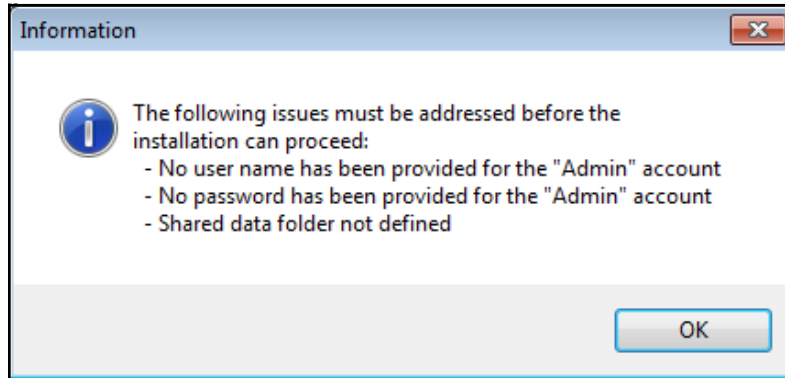 Information
The following issues must be addressed before the
installation can proceed:
- No user name has been provided for the "Admin" account
- No password has been provided for the "Admin" account
- Shared data folder not defined
OK